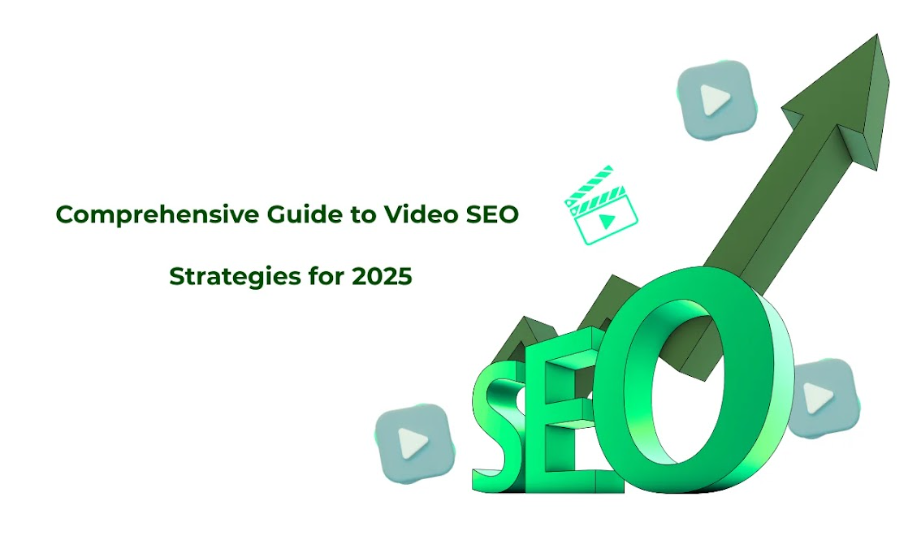 Comprehensive Guide to Video SEO
Strategies for 2025
SEO